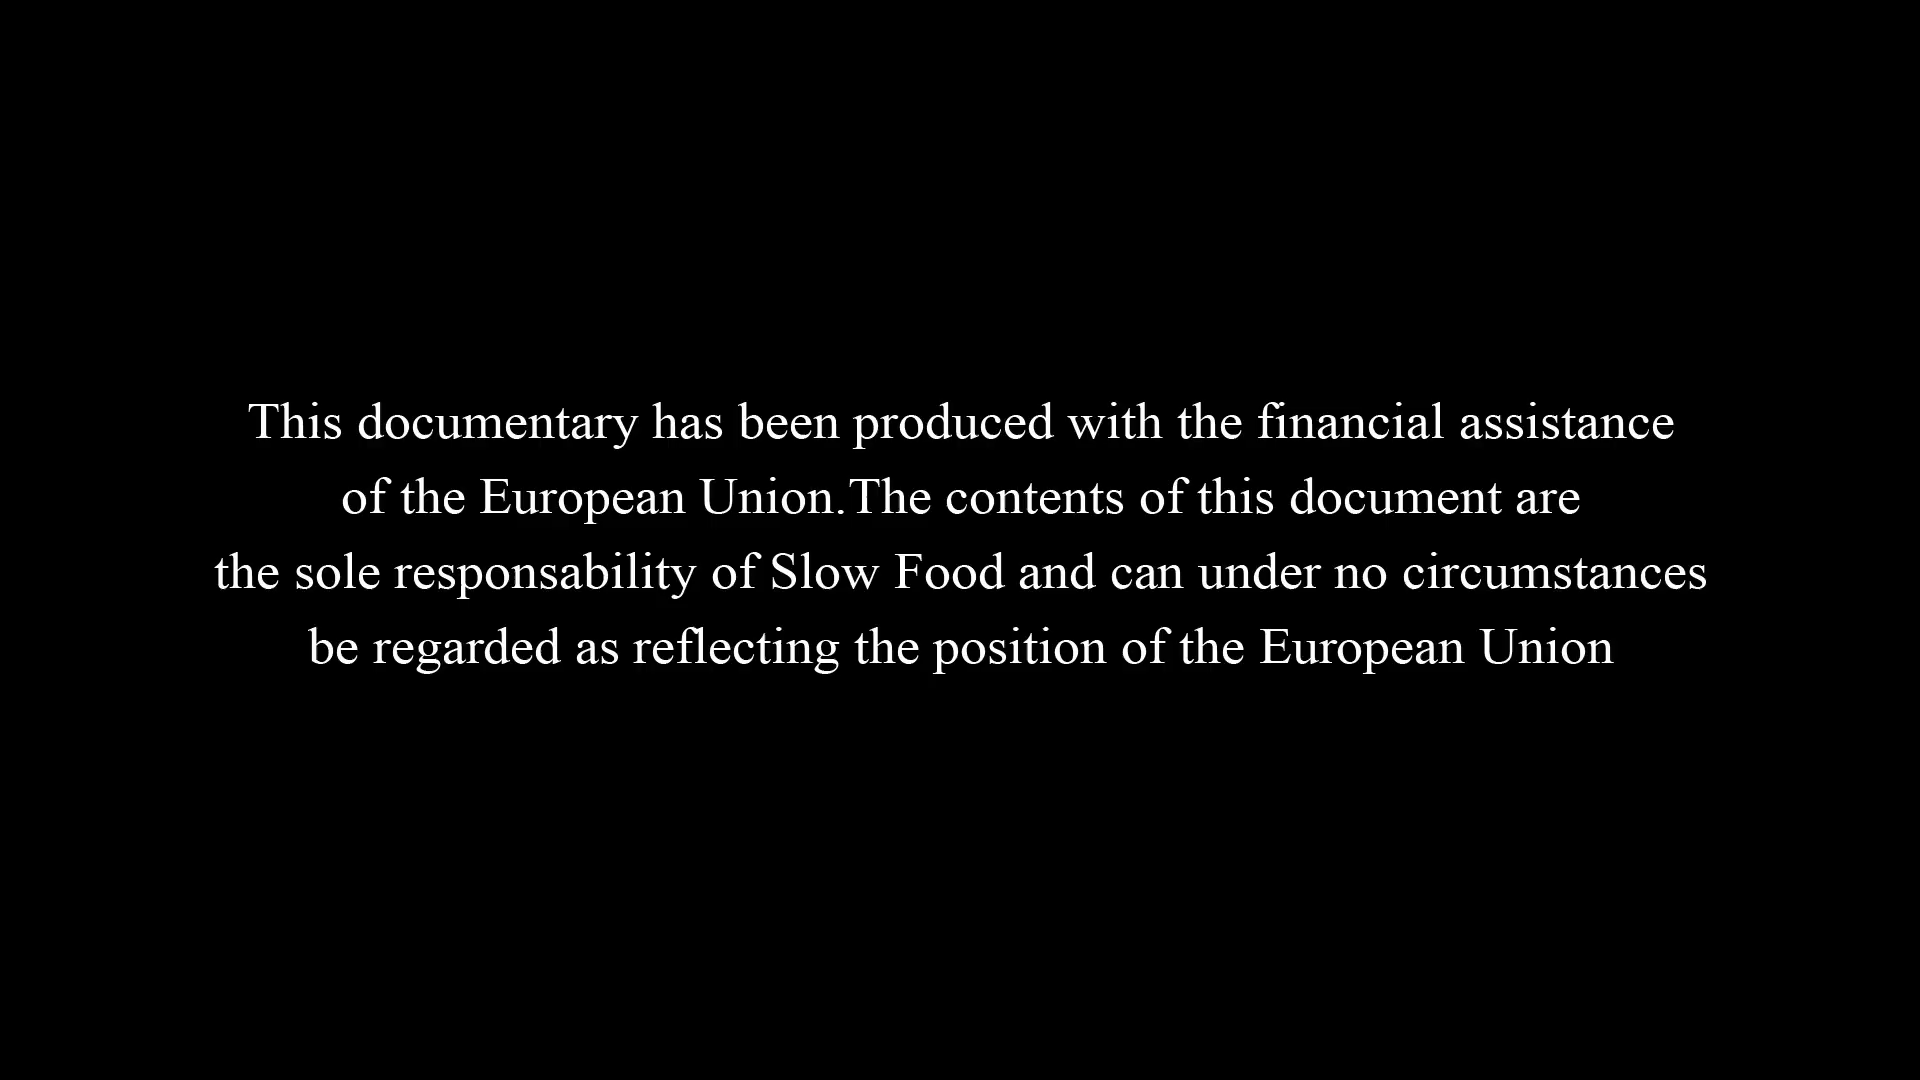 This documentary has been produced with the financial assistance
of the European Union.The contents of this document are
the sole responsability of Slow Food and can under no circumstances
be regarded as reflecting the position of the European Union